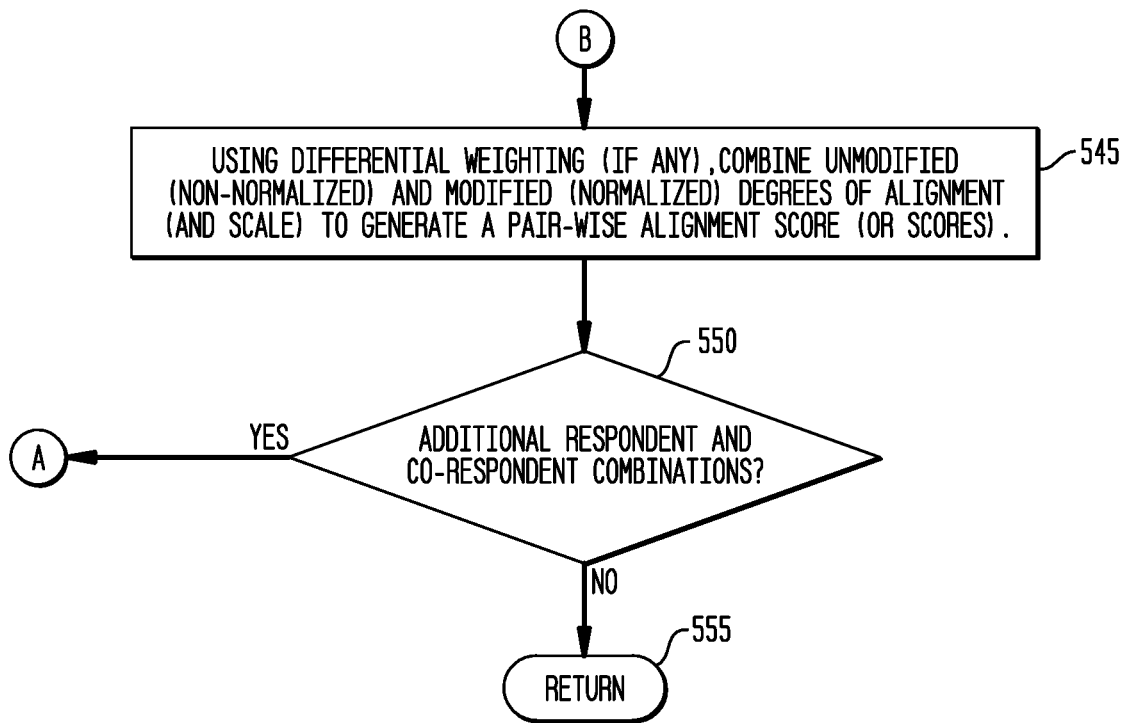 B
USING DIFFERENTIAL WEIGHTING (IF ANY), COMBINE UNMODIFIED
(NON-NORMALIZED) AND MODIFIED (NORMALIZED) DEGREES OF ALIGNMENT
(AND SCALE) TO GENERATE A PAIR-WISE ALIGNMENT SCORE (OR SCORES).
545
550
A
YES
ADDITIONAL RESPONDENT AND
CO-RESPONDENT COMBINATIONS?
NO
555
RETURN